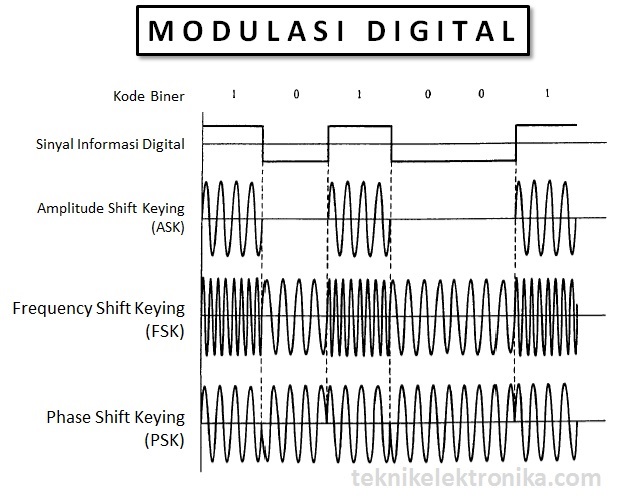 MODULASI DIGITAL
Kode Biner 1 0 1 0 0 1
Sinyal Informasi Digital
Amplitude Shift Keying
(ASK)
Frequency Shift Keying
(FSK)
Phase Shift Keying
(PSK)
teknikelektronika.com